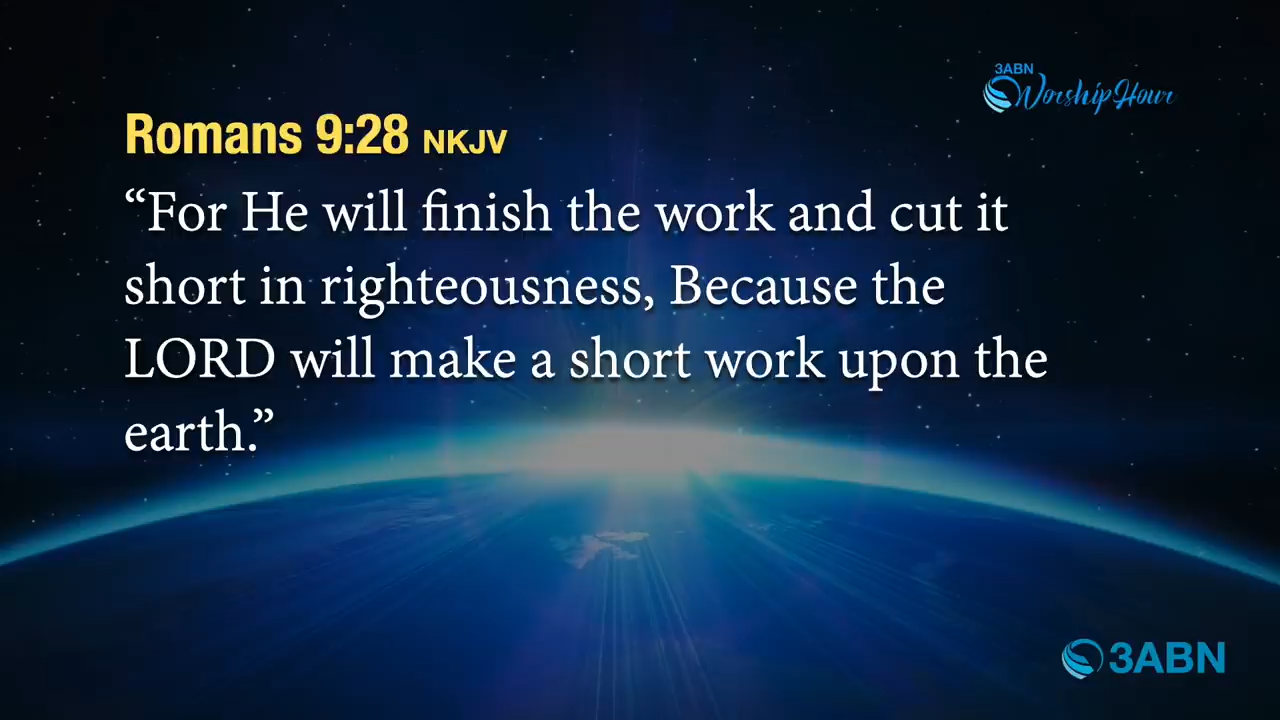 3ABN
Worship Hour
Romans 9:28 NKJV
“For He will finish the work and cut it
short in righteousness, Because the
LORD will make a short work upon the
earth.”
3ABN